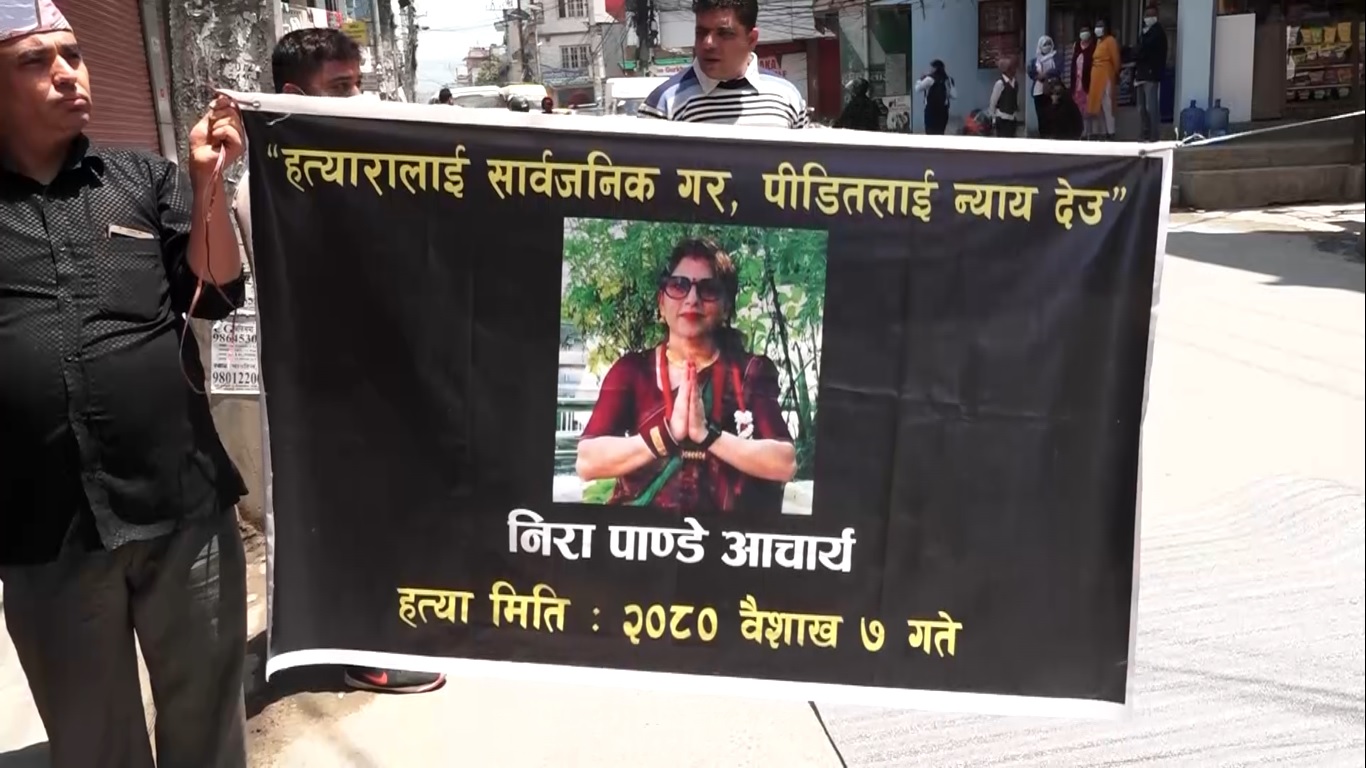 “हत्यारालाई सार्वजनिक गर, पीडितलाई न्याय देउ”
निरा पाण्डे आचार्य
हत्या मिति : २०८० वैशाख ७ गते